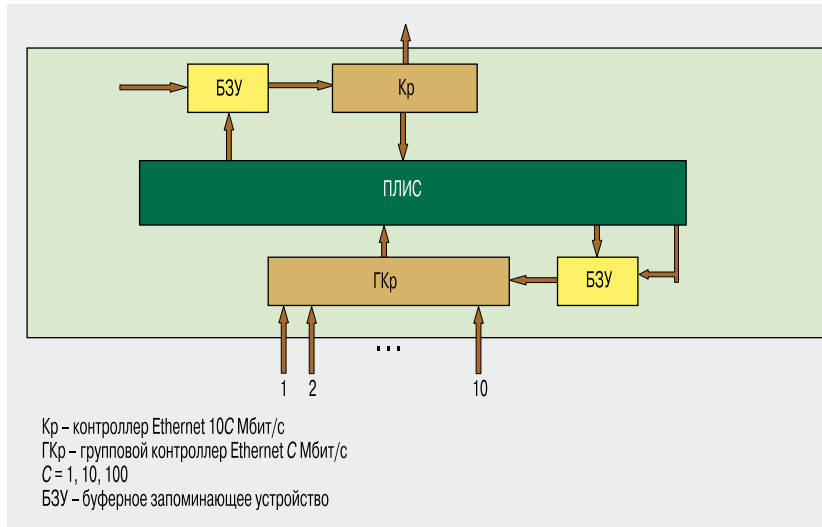 БЗУ
Кр
ПЛИС
ГКр
БЗУ
...
1 2 10
Кр – контроллер Ethernet 10C Мбит/с
ГКр – групповой контроллер Ethernet C Мбит/с
C = 1, 10, 100
БЗУ – буферное запоминающее устройство